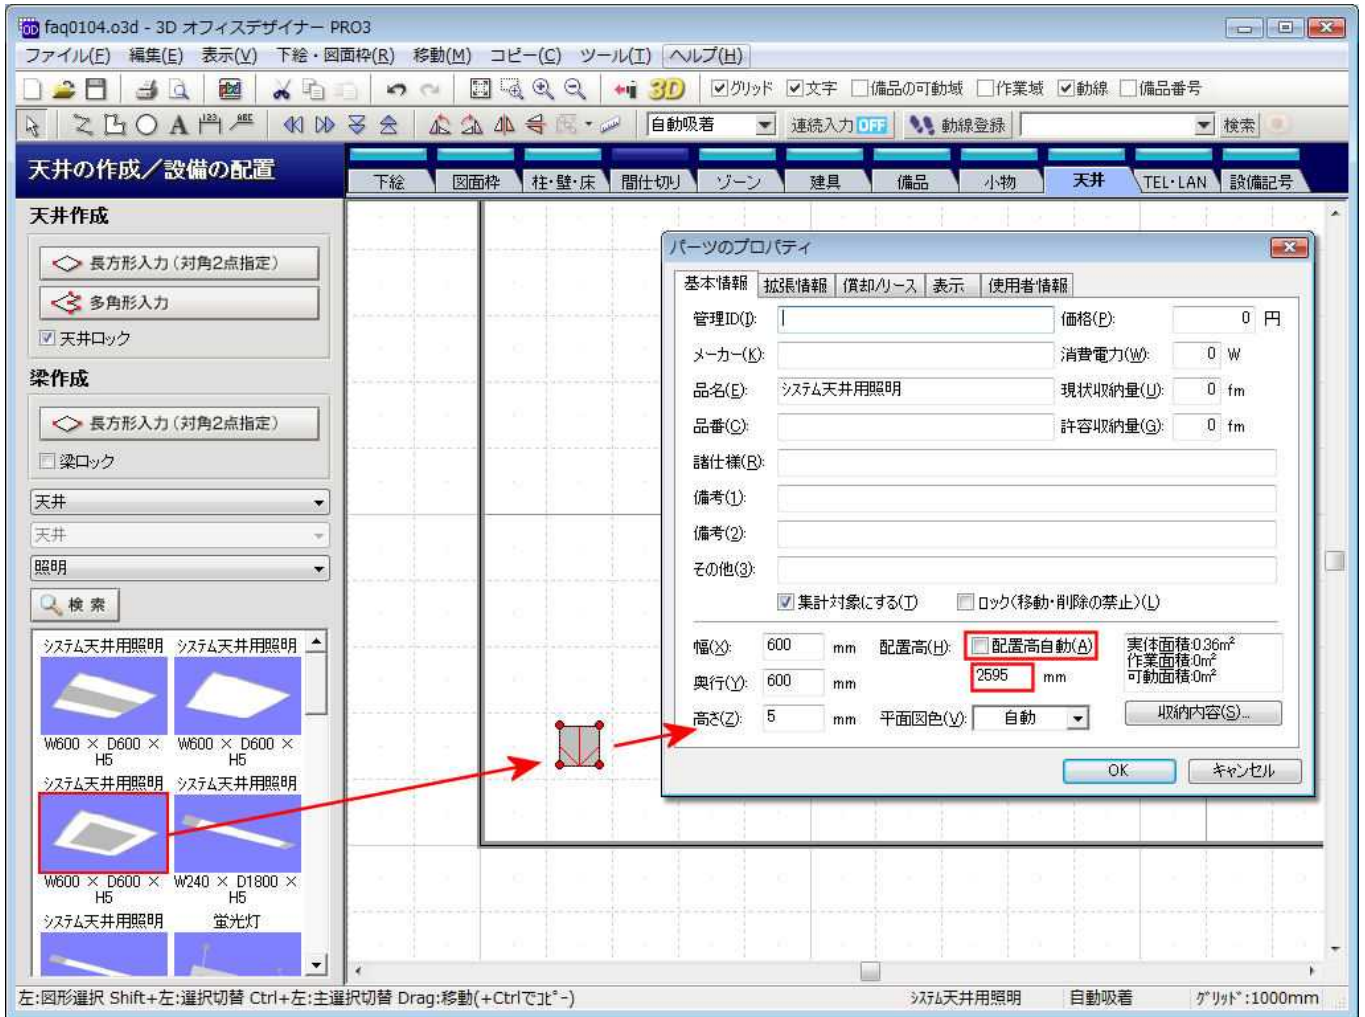 faq0104.o3d - 3D オフィスデザイナー PRO3
ファイル(F) 編集(E) 表示(V) 下絵・図面枠(R) 移動(M) コピー(C) ツール(T) ヘルプ(H)
3D グリッド 文字 備品の可動域 作業域 動線 備品番号
A 123 ABC 自動吸着 連続入力 OFF 動線登録 検索
天井の作成／設備の配置
下絵 図面枠 柱・壁・床 間仕切り ゾーン 建具 備品 小物 天井 TEL・LAN 設備記号
天井作成
長方形入力(対角2点指定)
多角形入力
天井ロック
梁作成
長方形入力(対角2点指定)
梁ロック
天井
天井
照明
検索
システム天井用照明 システム天井用照明
W600 × D600 × H5 W600 × D600 × H5
システム天井用照明 システム天井用照明
W600 × D600 × H5 W240 × D1800 × H5
システム天井用照明 蛍光灯
パーツのプロパティ
基本情報 拡張情報 償却/リース 表示 使用者情報
管理ID(I): 価格(P): 0 円
メーカー(K): 消費電力(W): 0 W
品名(E): システム天井用照明 現状収納量(U): 0 fm
品番(C): 許容収納量(G): 0 fm
諸仕様(R):
備考(1):
備考(2):
その他(3):
集計対象にする(T) ロック(移動・削除の禁止)(L)
幅(X): 600 mm 配置高(H): 配置高自動(A)
奥行(Y): 600 mm 2595 mm
高さ(Z): 5 mm 平面図色(V): 自動
実体面積:0.36m²
作業面積:0m²
可動面積:0m²
収納内容(S)...
OK キャンセル
左:図形選択 Shift+左:選択切替 Ctrl+左:主選択切替 Drag:移動(+Ctrlでｺﾋﾟｰ) システム天井用照明 自動吸着 ｸﾞﾘｯﾄﾞ:1000mm